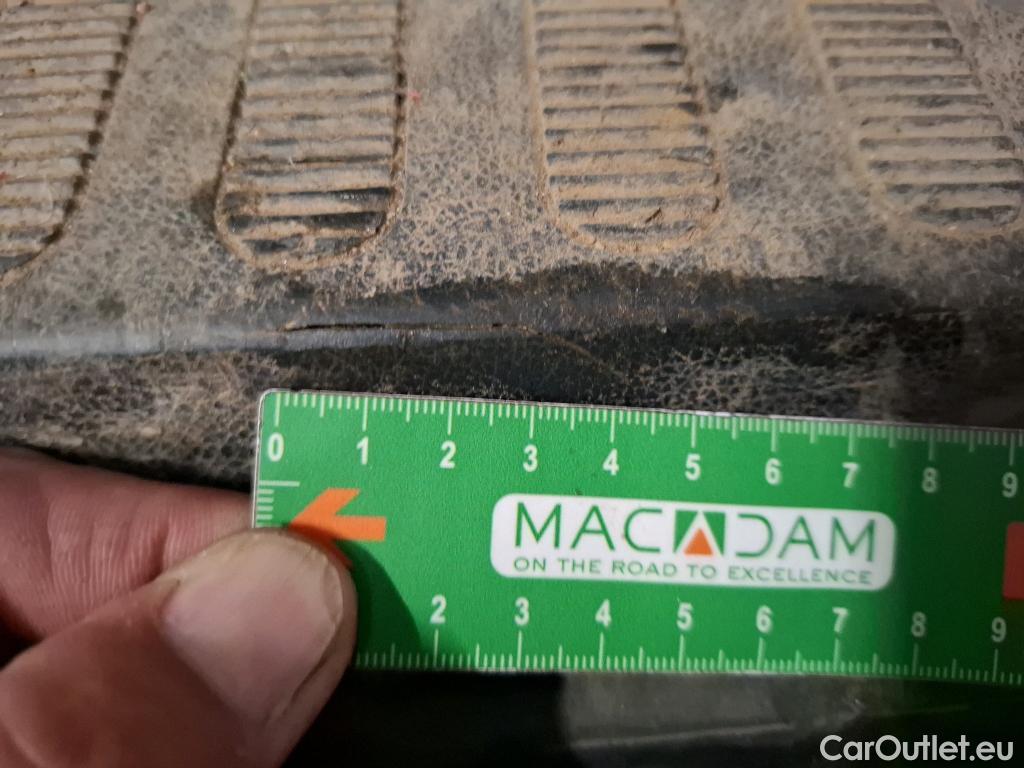 0 1 2 3 4 5 6 7 8 9
MACADAM
ON THE ROAD TO EXCELLENCE
2 3 4 5 6 7 8 9
CarOutlet.eu